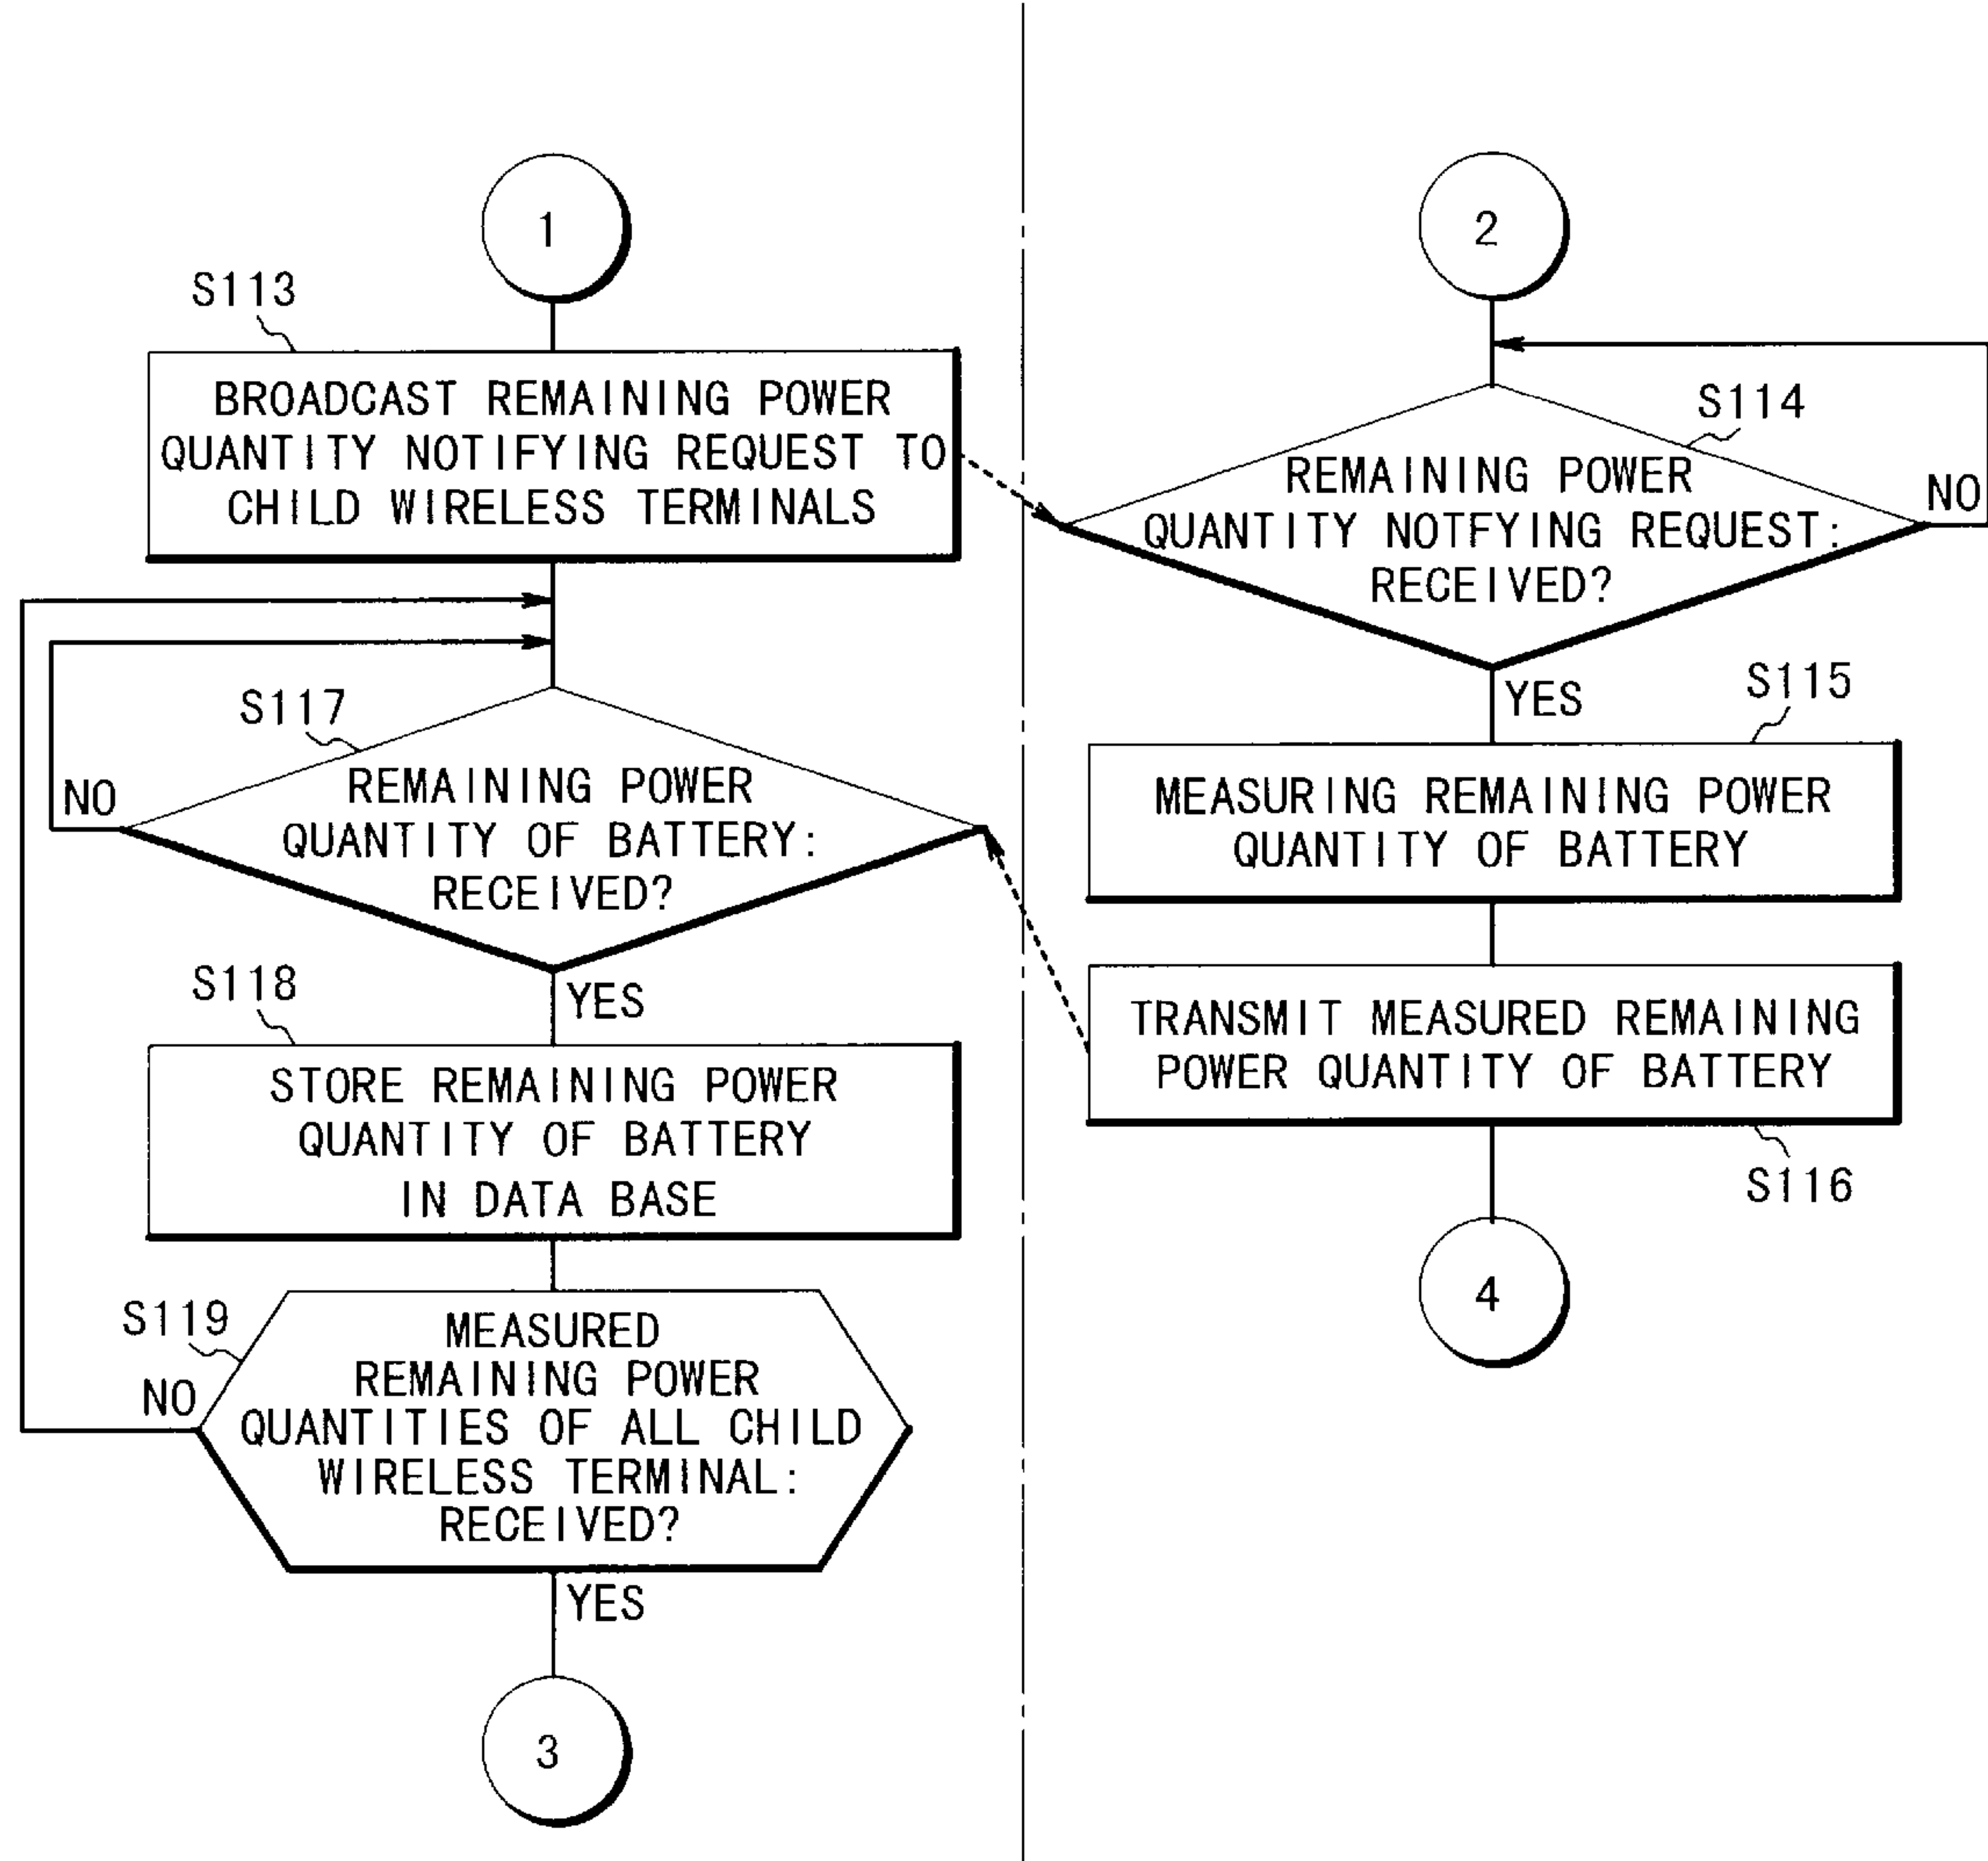 1
S113
BROADCAST REMAINING POWER
QUANTITY NOTIFYING REQUEST TO
CHILD WIRELESS TERMINALS
S117
NO
REMAINING POWER
QUANTITY OF BATTERY:
RECEIVED?
YES
S118
STORE REMAINING POWER
QUANTITY OF BATTERY
IN DATA BASE
S119
NO
MEASURED
REMAINING POWER
QUANTITIES OF ALL CHILD
WIRELESS TERMINAL:
RECEIVED?
YES
3
2
S114
REMAINING POWER
QUANTITY NOTFYING REQUEST:
RECEIVED?
NO
YES
S115
MEASURING REMAINING POWER
QUANTITY OF BATTERY
TRANSMIT MEASURED REMAINING
POWER QUANTITY OF BATTERY
S116
4